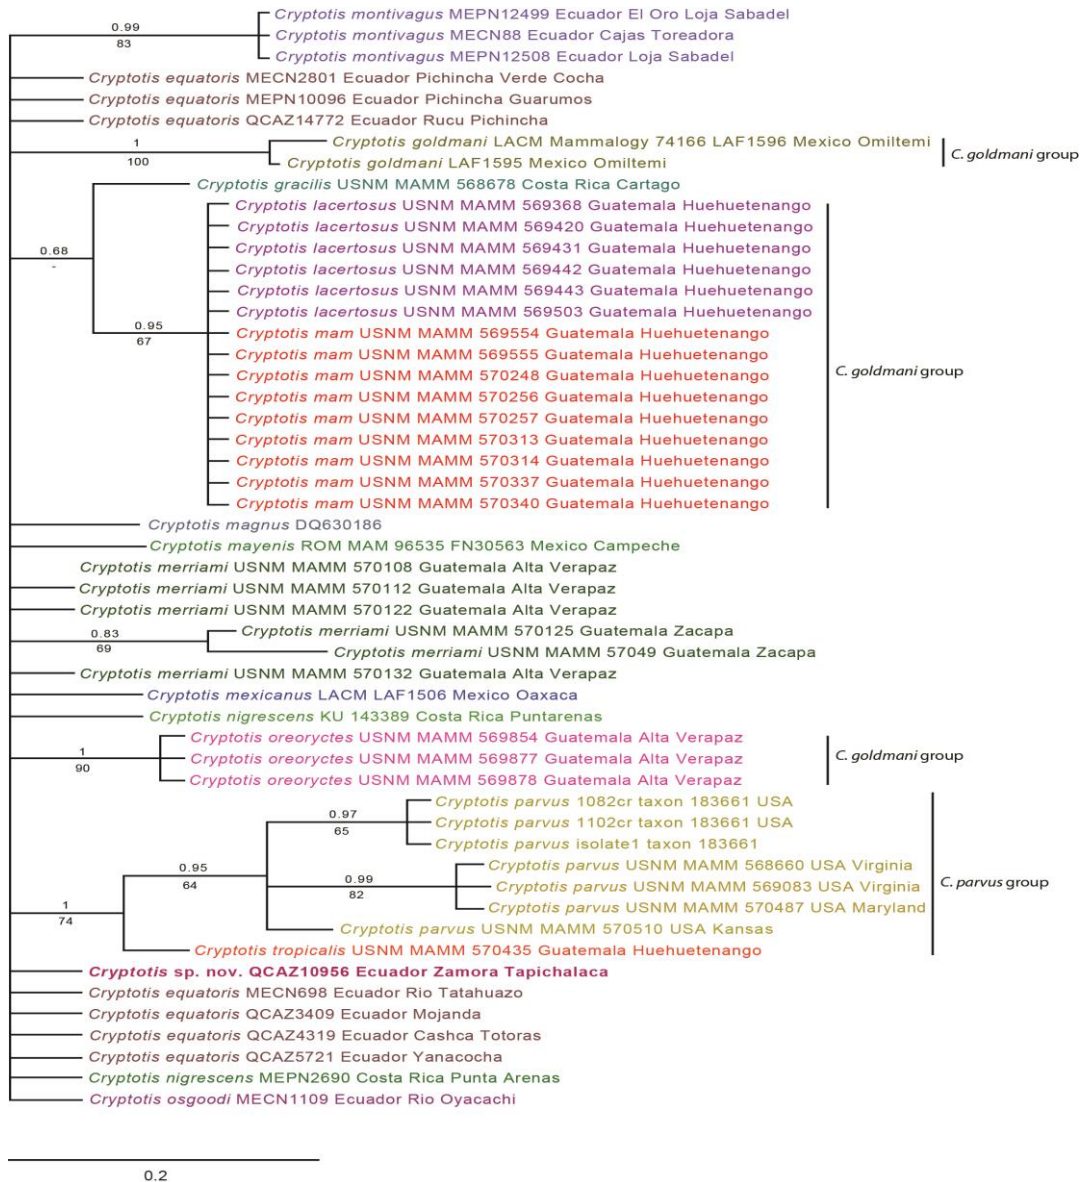 0.99
83
Cryptotis montivagus MEPN12499 Ecuador El Oro Loja Sabadel
Cryptotis montivagus MECN88 Ecuador Cajas Toreadora
Cryptotis montivagus MEPN12508 Ecuador Loja Sabadel
Cryptotis equatoris MECN2801 Ecuador Pichincha Verde Cocha
Cryptotis equatoris MEPN10096 Ecuador Pichincha Guarumos
Cryptotis equatoris QCAZ14772 Ecuador Rucu Pichincha
1
100
Cryptotis goldmani LACM Mammalogy 74166 LAF1596 Mexico Omiltemi
Cryptotis goldmani LAF1595 Mexico Omiltemi
C. goldmani group
Cryptotis gracilis USNM MAMM 568678 Costa Rica Cartago
0.68
-
Cryptotis lacertosus USNM MAMM 569368 Guatemala Huehuetenango
Cryptotis lacertosus USNM MAMM 569420 Guatemala Huehuetenango
Cryptotis lacertosus USNM MAMM 569431 Guatemala Huehuetenango
Cryptotis lacertosus USNM MAMM 569442 Guatemala Huehuetenango
Cryptotis lacertosus USNM MAMM 569443 Guatemala Huehuetenango
Cryptotis lacertosus USNM MAMM 569503 Guatemala Huehuetenango
0.95
67
Cryptotis mam USNM MAMM 569554 Guatemala Huehuetenango
Cryptotis mam USNM MAMM 569555 Guatemala Huehuetenango
Cryptotis mam USNM MAMM 570248 Guatemala Huehuetenango
Cryptotis mam USNM MAMM 570256 Guatemala Huehuetenango
Cryptotis mam USNM MAMM 570257 Guatemala Huehuetenango
Cryptotis mam USNM MAMM 570313 Guatemala Huehuetenango
Cryptotis mam USNM MAMM 570314 Guatemala Huehuetenango
Cryptotis mam USNM MAMM 570337 Guatemala Huehuetenango
Cryptotis mam USNM MAMM 570340 Guatemala Huehuetenango
C. goldmani group
Cryptotis magnus DQ630186
Cryptotis mayenis ROM MAM 96535 FN30563 Mexico Campeche
Cryptotis merriami USNM MAMM 570108 Guatemala Alta Verapaz
Cryptotis merriami USNM MAMM 570112 Guatemala Alta Verapaz
Cryptotis merriami USNM MAMM 570122 Guatemala Alta Verapaz
0.83
69
Cryptotis merriami USNM MAMM 570125 Guatemala Zacapa
Cryptotis merriami USNM MAMM 57049 Guatemala Zacapa
Cryptotis merriami USNM MAMM 570132 Guatemala Alta Verapaz
Cryptotis mexicanus LACM LAF1506 Mexico Oaxaca
Cryptotis nigrescens KU 143389 Costa Rica Puntarenas
1
90
Cryptotis oreoryctes USNM MAMM 569854 Guatemala Alta Verapaz
Cryptotis oreoryctes USNM MAMM 569877 Guatemala Alta Verapaz
Cryptotis oreoryctes USNM MAMM 569878 Guatemala Alta Verapaz
C. goldmani group
0.97
65
Cryptotis parvus 1082cr taxon 183661 USA
Cryptotis parvus 1102cr taxon 183661 USA
Cryptotis parvus isolate1 taxon 183661
0.95
64
0.99
82
Cryptotis parvus USNM MAMM 568660 USA Virginia
Cryptotis parvus USNM MAMM 569083 USA Virginia
Cryptotis parvus USNM MAMM 570487 USA Maryland
C. parvus group
1
74
Cryptotis parvus USNM MAMM 570510 USA Kansas
Cryptotis tropicalis USNM MAMM 570435 Guatemala Huehuetenango
Cryptotis sp. nov. QCAZ10956 Ecuador Zamora Tapichalaca
Cryptotis equatoris MECN698 Ecuador Rio Tatahuazo
Cryptotis equatoris QCAZ3409 Ecuador Mojanda
Cryptotis equatoris QCAZ4319 Ecuador Cashca Totoras
Cryptotis equatoris QCAZ5721 Ecuador Yanacocha
Cryptotis nigrescens MEPN2690 Costa Rica Punta Arenas
Cryptotis osgoodi MECN1109 Ecuador Rio Oyacachi
0.2